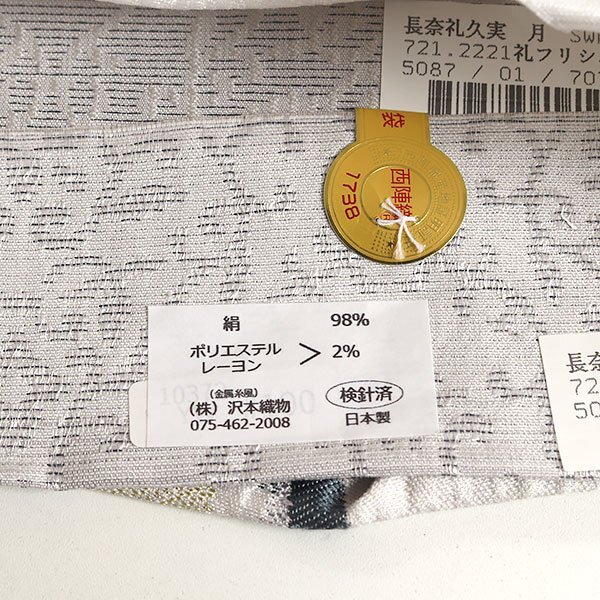 長奈礼久実 月 SW
721.2221礼フリシ
5087 / 01 / 70
袋
西陣
1738
絹 98%
ポリエステル
レーヨン > 2%
(金属糸風)
(株) 沢本織物
075-462-2008
検針済
日本製
長奈
72
50